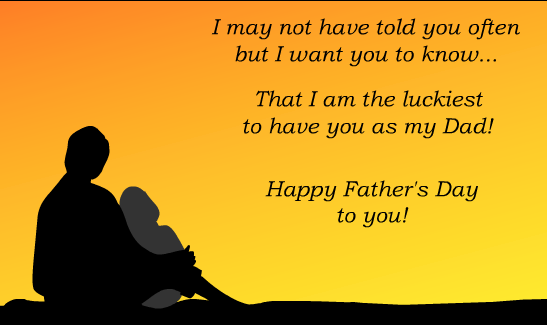 I may not have told you often
but I want you to know...
That I am the luckiest
to have you as my Dad!
Happy Father's Day
to you!